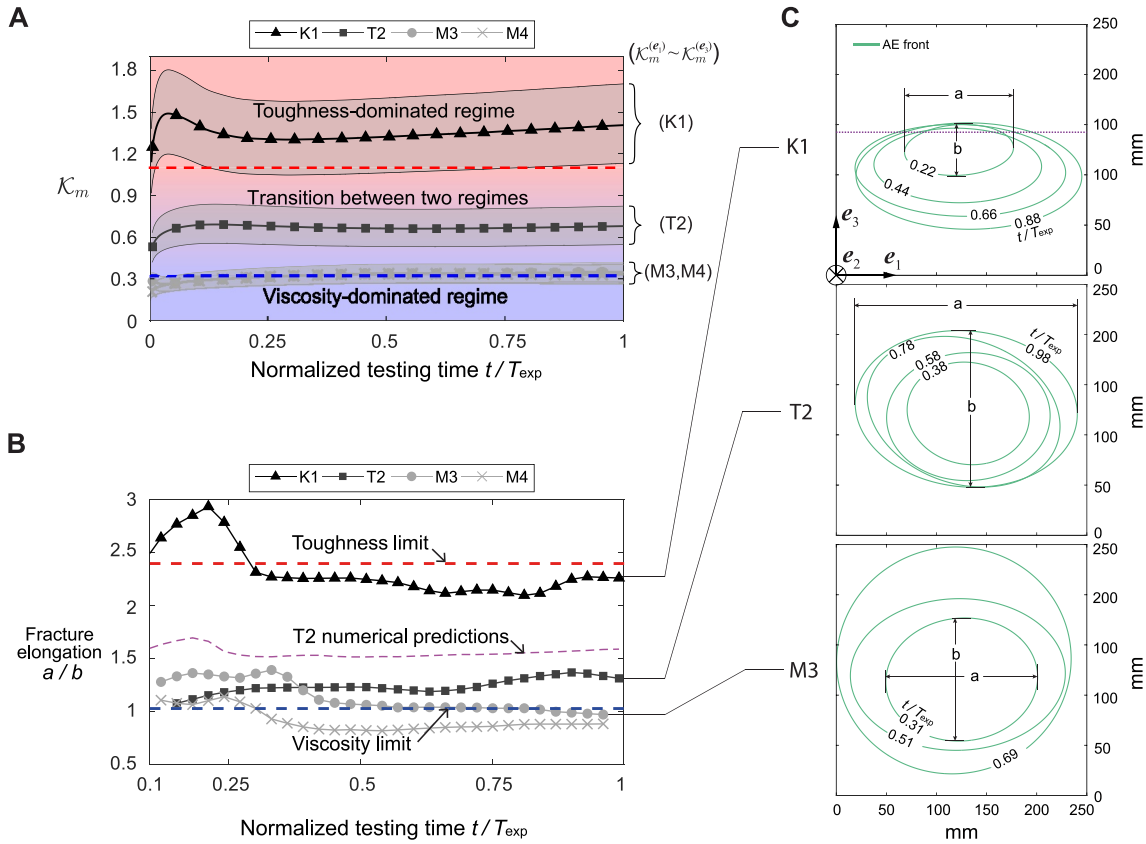 A
K1 T2 M3 M4
(𝒦m(e1) ~ 𝒦m(e3))
1.8
1.5
1.2
0.9
0.6
0.3
0
𝒦m
Toughness-dominated regime
Transition between two regimes
Viscosity-dominated regime
(K1)
(T2)
(M3,M4)
0 0.25 0.5 0.75 1
Normalized testing time t / Texp
B
K1 T2 M3 M4
3
2.5
2
1.5
1
0.5
Fracture
elongation
a / b
Toughness limit
T2 numerical predictions
Viscosity limit
0.1 0.25 0.5 0.75 1
Normalized testing time t / Texp
K1
T2
M3
C
AE front
a
b
0.22
0.44
0.66
0.88
t / Texp
e3
e2
e1
250
200
100
100
50
0
mm
a
b
t / Texp
0.98
0.78
0.58
0.38
250
200
100
100
50
0
mm
a
b
t / Texp
0.31
0.51
0.69
250
200
100
100
50
0
mm
0 50 100 150 200 250
mm